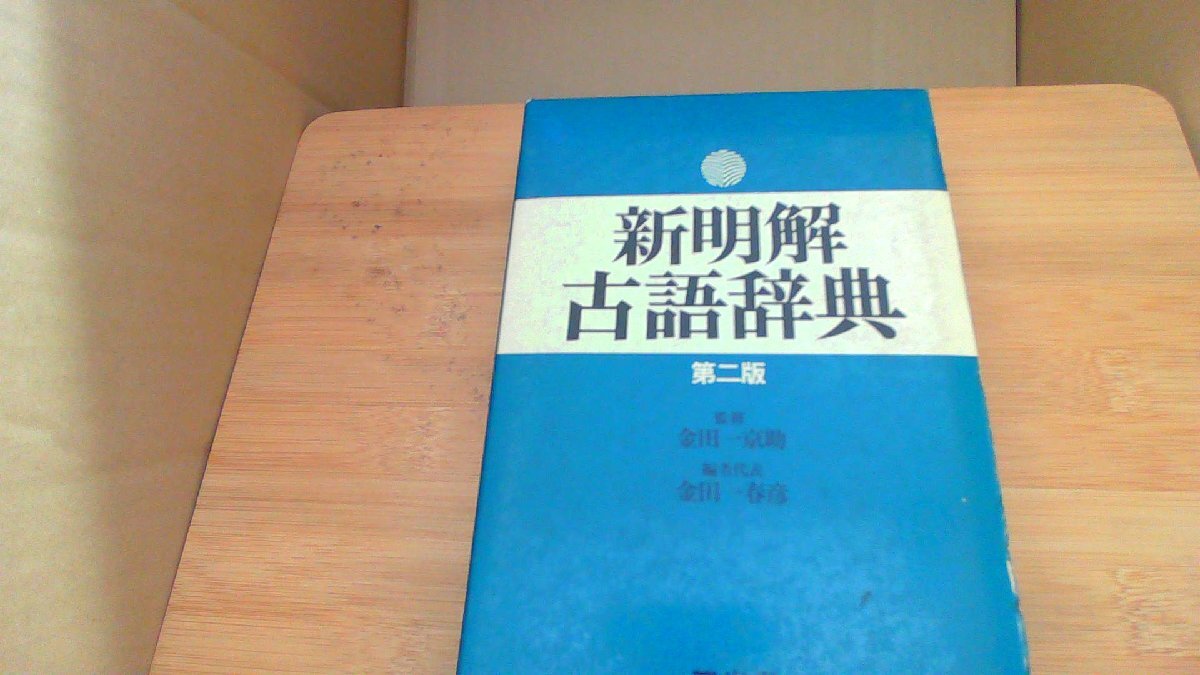 新明解
古語辞典
第二版
監修
金田一京助
編者代表
金田一春彦